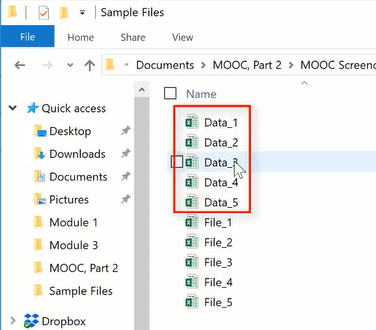 Sample Files
File Home Share View
Documents > MOOC, Part 2 > MOOC Screenc
Name
Quick access
Desktop
Downloads
Documents
Pictures
Module 1
Module 3
MOOC, Part 2
Sample Files
Dropbox
Data_1
Data_2
Data_3
Data_4
Data_5
File_1
File_2
File_3
File_4
File_5